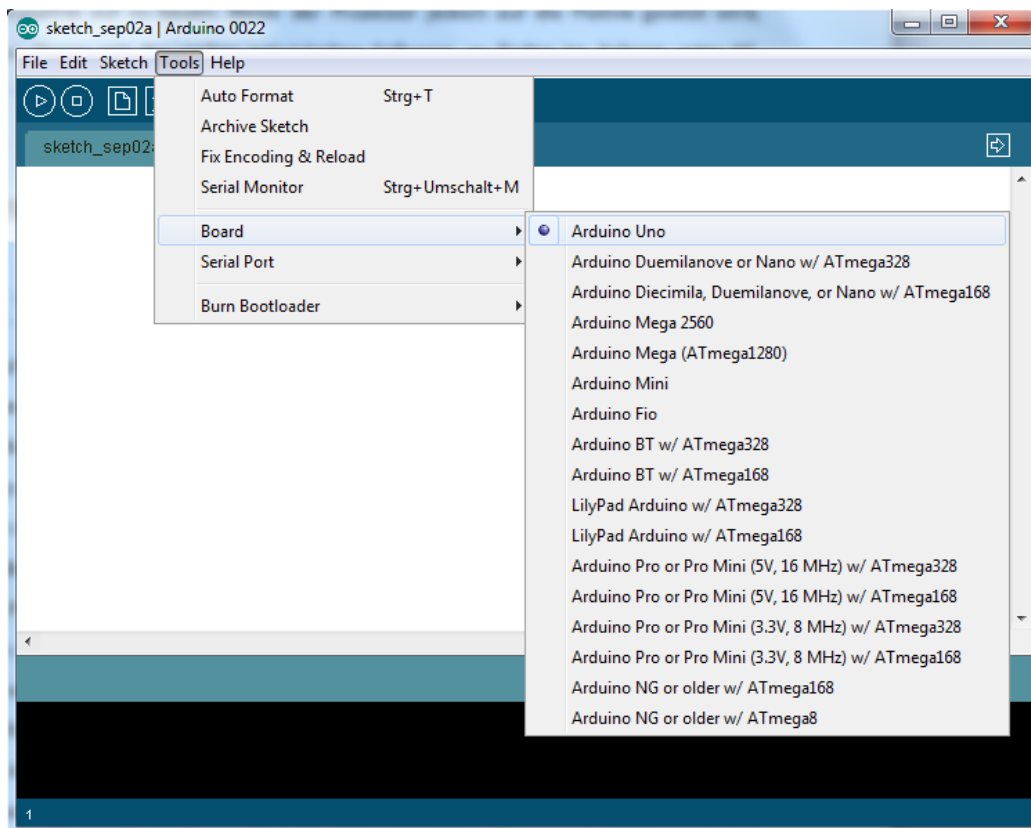 sketch_sep02a | Arduino 0022
File Edit Sketch Tools Help
Auto Format Strg+T
Archive Sketch
sketch_sep02
Fix Encoding & Reload
Serial Monitor Strg+Umschalt+M
Board
Serial Port
Burn Bootloader
Arduino Uno
Arduino Duemilanove or Nano w/ ATmega328
Arduino Diecimila, Duemilanove, or Nano w/ ATmega168
Arduino Mega 2560
Arduino Mega (ATmega1280)
Arduino Mini
Arduino Fio
Arduino BT w/ ATmega328
Arduino BT w/ ATmega168
LilyPad Arduino w/ ATmega328
LilyPad Arduino w/ ATmega168
Arduino Pro or Pro Mini (5V, 16 MHz) w/ ATmega328
Arduino Pro or Pro Mini (5V, 16 MHz) w/ ATmega168
Arduino Pro or Pro Mini (3.3V, 8 MHz) w/ ATmega328
Arduino Pro or Pro Mini (3.3V, 8 MHz) w/ ATmega168
Arduino NG or older w/ ATmega168
Arduino NG or older w/ ATmega8
1